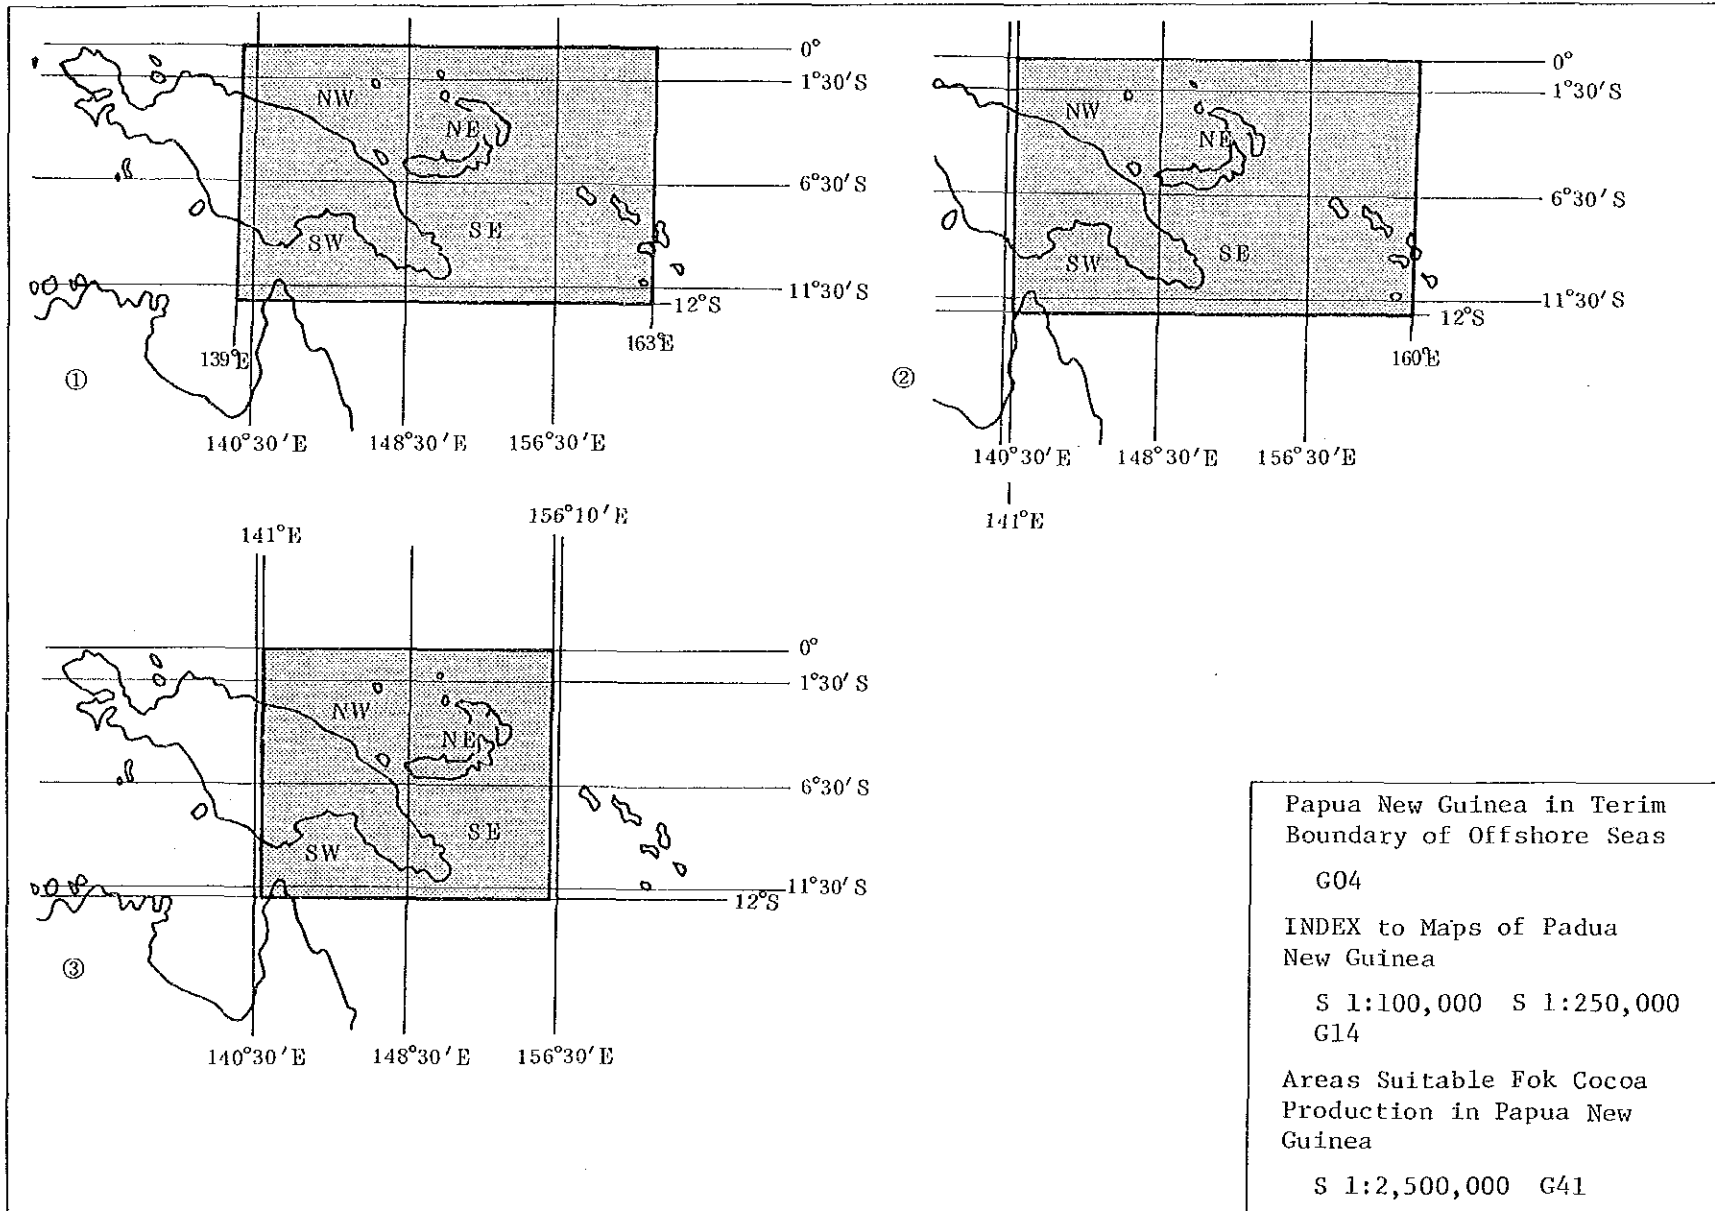 0°
1°30′S
NW
NE
6°30′S
SW
SE
11°30′S
12°S
139°E
163°E
①
140°30′E
148°30′E
156°30′E
0°
1°30′S
NW
NE
6°30′S
SW
SE
11°30′S
12°S
160°E
②
140°30′E
148°30′E
156°30′E
141°E
141°E
156°10′E
0°
1°30′S
NW
NE
6°30′S
SW
SE
11°30′S
12°S
③
140°30′E
148°30′E
156°30′E
Papua New Guinea in Terim
Boundary of Offshore Seas
G04
INDEX to Maps of Padua
New Guinea
S 1:100,000 S 1:250,000
G14
Areas Suitable Fok Cocoa
Production in Papua New
Guinea
S 1:2,500,000 G41